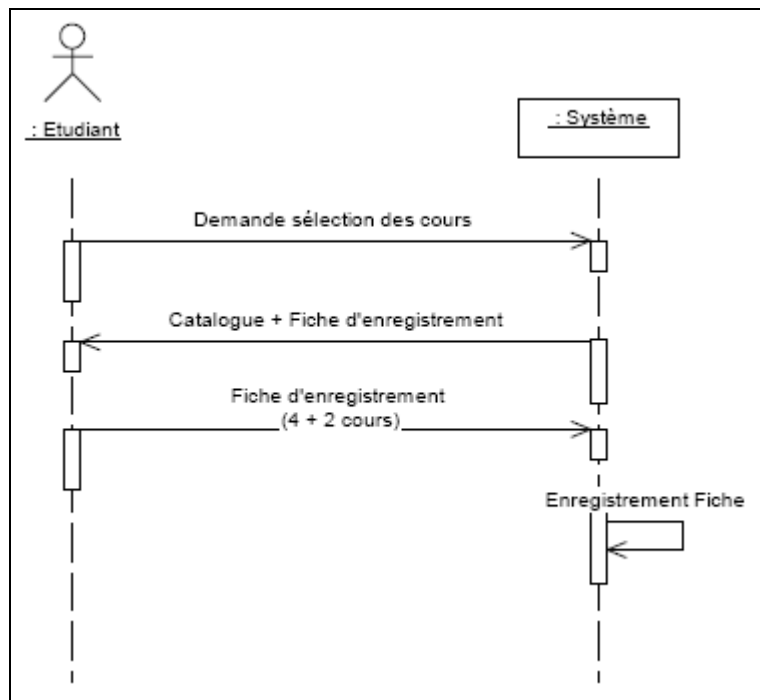 : Etudiant
: Système
Demande sélection des cours
Catalogue + Fiche d'enregistrement
Fiche d'enregistrement
(4 + 2 cours)
Enregistrement Fiche